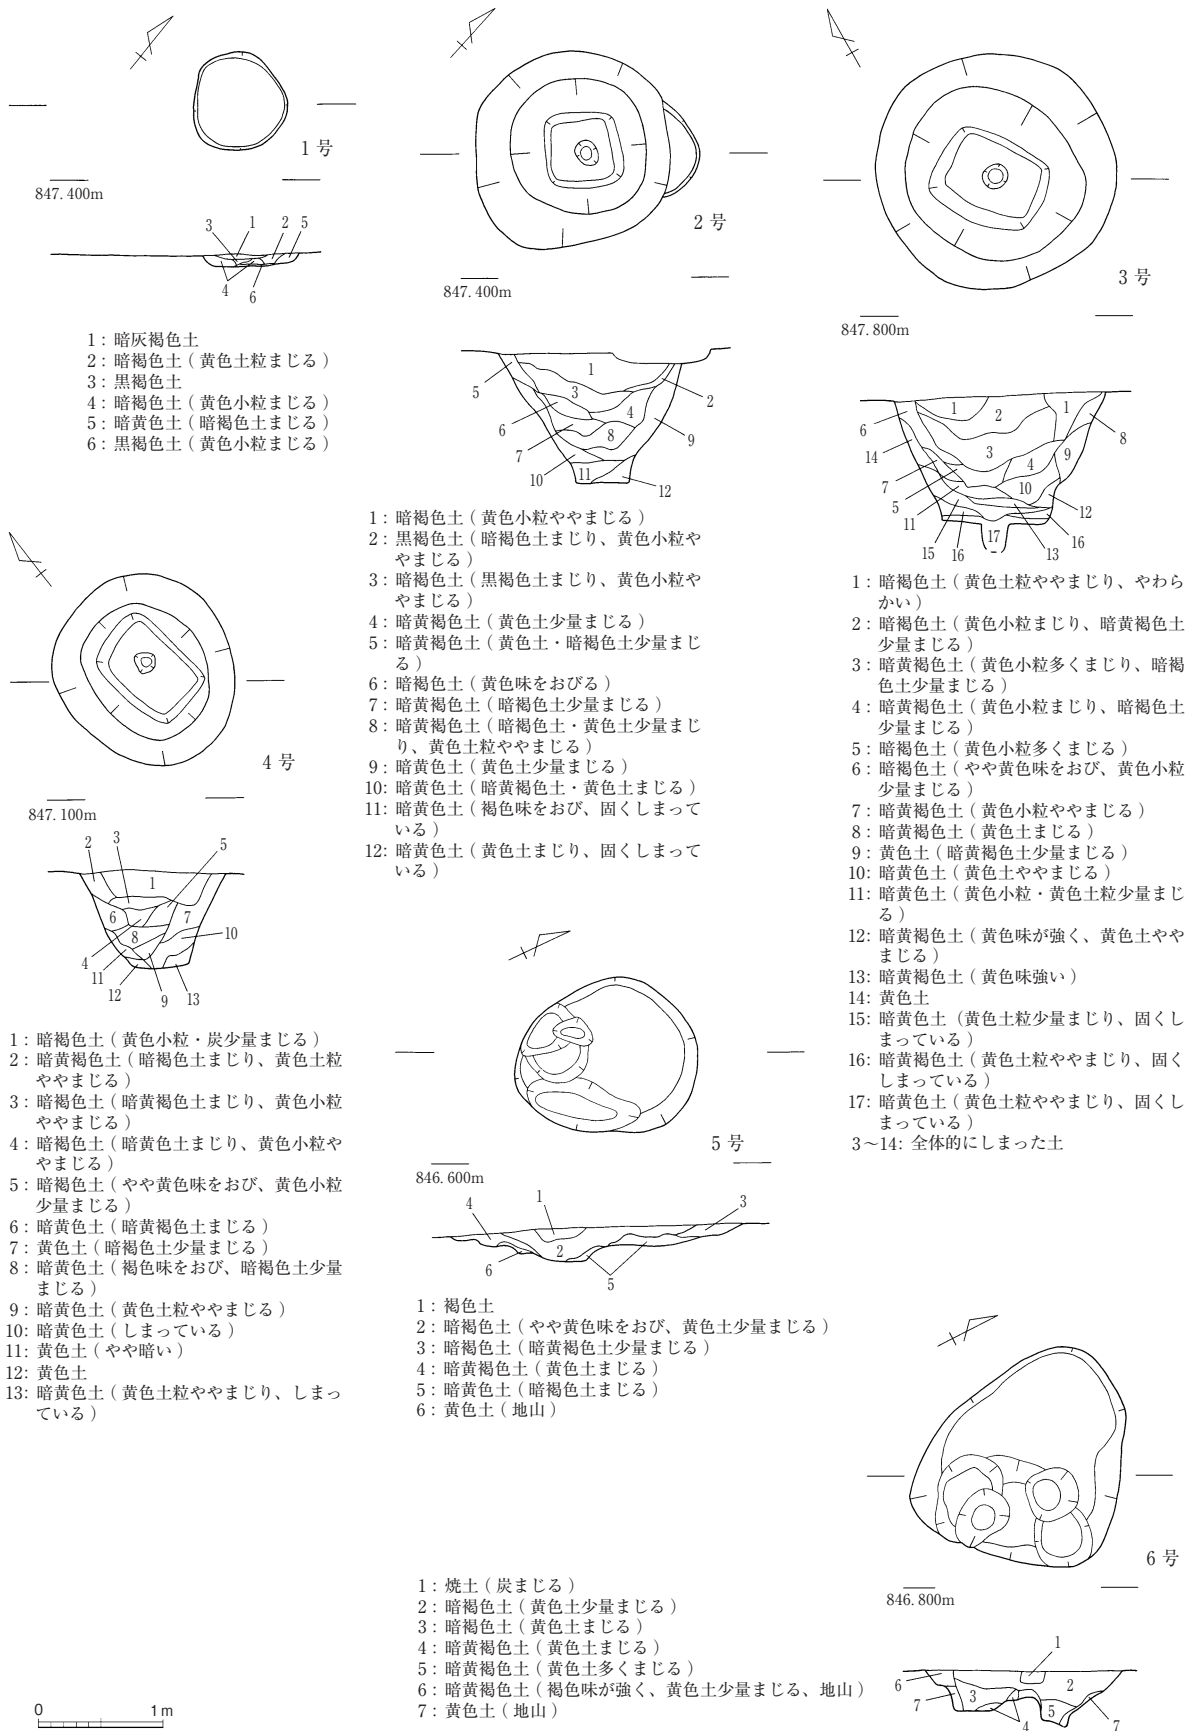 1 号
847.400m
3
1
2
5
4
6
1：暗灰褐色土
2：暗褐色土（黄色土粒まじる）
3：黒褐色土
4：暗褐色土（黄色小粒まじる）
5：暗黄色土（暗褐色土まじる）
6：黒褐色土（黄色小粒まじる）
2 号
847.400m
1
5
3
2
6
4
8
9
7
10
11
12
1：暗褐色土（黄色小粒ややまじる）
2：黒褐色土（暗褐色土まじり、黄色小粒や
やまじる）
3：暗褐色土（黒褐色土まじり、黄色小粒や
やまじる）
4：暗黄褐色土（黄色土少量まじる）
5：暗黄褐色土（黄色土・暗褐色土少量まじ
る）
6：暗褐色土（黄色味をおびる）
7：暗黄褐色土（暗褐色土少量まじる）
8：暗黄褐色土（暗褐色土・黄色土少量まじ
り、黄色土粒ややまじる）
9：暗黄色土（黄色土少量まじる）
10：暗黄色土（暗黄褐色土・黄色土まじる）
11：暗黄色土（褐色味をおび、固くしまって
いる）
12：暗黄色土（黄色土まじり、固くしまって
いる）
3 号
847.800m
1
2
1
6
8
14
3
9
4
7
10
5
12
11
17
16
15
16
13
1：暗褐色土（黄色土粒ややまじり、やわら
かい）
2：暗褐色土（黄色小粒まじり、暗黄褐色土
少量まじる）
3：暗黄褐色土（黄色小粒多くまじり、暗褐
色土少量まじる）
4：暗黄褐色土（黄色小粒まじり、暗褐色土
少量まじる）
5：暗褐色土（黄色小粒多くまじる）
6：暗褐色土（やや黄色味をおび、黄色小粒
少量まじる）
7：暗黄褐色土（黄色小粒ややまじる）
8：暗黄褐色土（黄色土まじる）
9：黄色土（暗黄褐色土少量まじる）
10：暗黄色土（黄色土ややまじる）
11：暗黄色土（黄色小粒・黄色土粒少量まじ
る）
12：暗黄褐色土（黄色味が強く、黄色土やや
まじる）
13：暗黄褐色土（黄色味強い）
14：黄色土
15：暗黄色土（黄色土粒少量まじり、固くし
まっている）
16：暗黄褐色土（黄色土粒ややまじり、固く
しまっている）
17：暗黄色土（黄色土粒ややまじり、固くし
まっている）
3～14：全体的にしまった土
4 号
847.100m
2
3
5
1
6
7
8
10
4
11
12
9
13
1：暗褐色土（黄色小粒・炭少量まじる）
2：暗黄褐色土（暗褐色土まじり、黄色土粒
ややまじる）
3：暗褐色土（暗黄褐色土まじり、黄色小粒
ややまじる）
4：暗褐色土（暗黄色土まじり、黄色小粒や
やまじる）
5：暗褐色土（やや黄色味をおび、黄色小粒
少量まじる）
6：暗黄色土（暗黄褐色土まじる）
7：黄色土（暗褐色土少量まじる）
8：暗黄色土（褐色味をおび、暗褐色土少量
まじる）
9：暗黄色土（黄色土粒ややまじる）
10：暗黄色土（しまっている）
11：黄色土（やや暗い）
12：黄色土
13：暗黄色土（黄色土粒ややまじり、しまっ
ている）
5 号
846.600m
4
1
3
2
6
5
1：褐色土
2：暗褐色土（やや黄色味をおび、黄色土少量まじる）
3：暗褐色土（暗黄褐色土少量まじる）
4：暗黄褐色土（黄色土まじる）
5：暗黄色土（暗褐色土まじる）
6：黄色土（地山）
6 号
846.800m
1
6
2
7
3
5
4
7
1：焼土（炭まじる）
2：暗褐色土（黄色土少量まじる）
3：暗褐色土（黄色土まじる）
4：暗黄褐色土（黄色土まじる）
5：暗黄褐色土（黄色土多くまじる）
6：暗黄褐色土（褐色味が強く、黄色土少量まじる、地山）
7：黄色土（地山）
0 1m